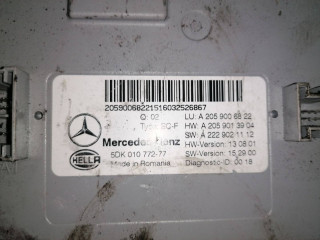 20590068221516032526867
Q: 02 LU: A 205 900 68 22
Type: SG-F HW: A 205 901 39 04
Mercedes-Benz SW: A 222 902 11 12
HELLA 5DK 010 772-77 HW-Version: 13 08 01
Made in Romania SW-Version: 15 29 00
Diagnostic-ID: 00 18